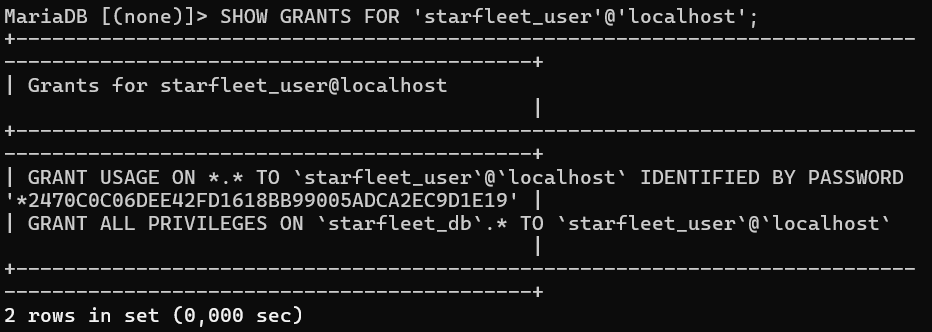 MariaDB [(none)]> SHOW GRANTS FOR 'starfleet_user'@'localhost';
+---------------------------------------------------------------------------
--------------------------------------------+
| Grants for starfleet_user@localhost
                                            |
+---------------------------------------------------------------------------
--------------------------------------------+
| GRANT USAGE ON *.* TO `starfleet_user`@`localhost` IDENTIFIED BY PASSWORD
'*2470C0C06DEE42FD1618BB99005ADCA2EC9D1E19' |
| GRANT ALL PRIVILEGES ON `starfleet_db`.* TO `starfleet_user`@`localhost`
                                            |
+---------------------------------------------------------------------------
--------------------------------------------+
2 rows in set (0,000 sec)